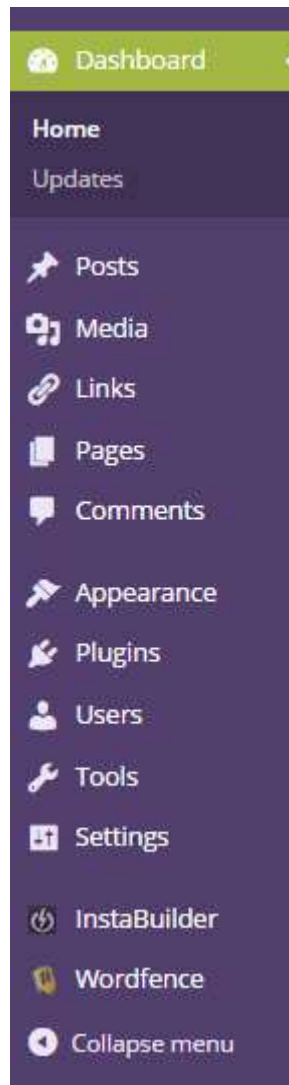 Dashboard
Home
Updates
Posts
Media
Links
Pages
Comments
Appearance
Plugins
Users
Tools
Settings
InstaBuilder
Wordfence
Collapse menu